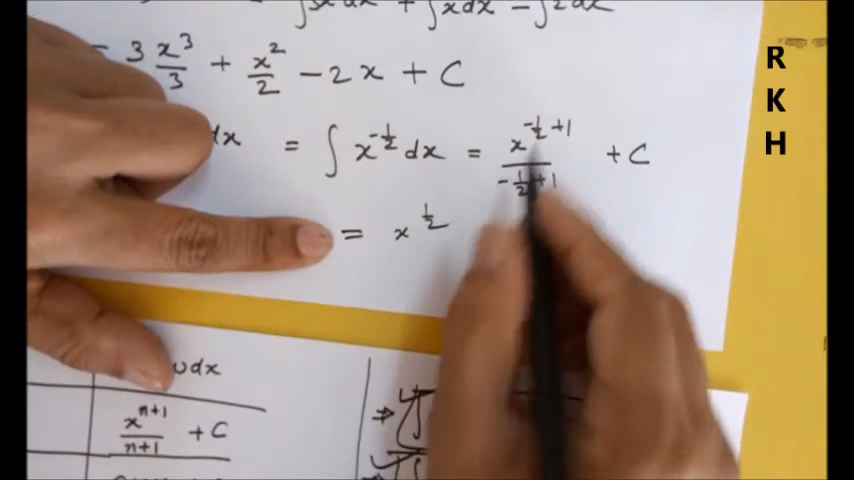 ∫xdx - ∫2dx
= 3 x³/3 + x²/2 - 2x + C
dx = ∫ x^(-1/2) dx = x^(-1/2 +1) / (-1/2 +1) + C
= x^(1/2)
dx
x^(n+1) / (n+1) + C
R
K
H